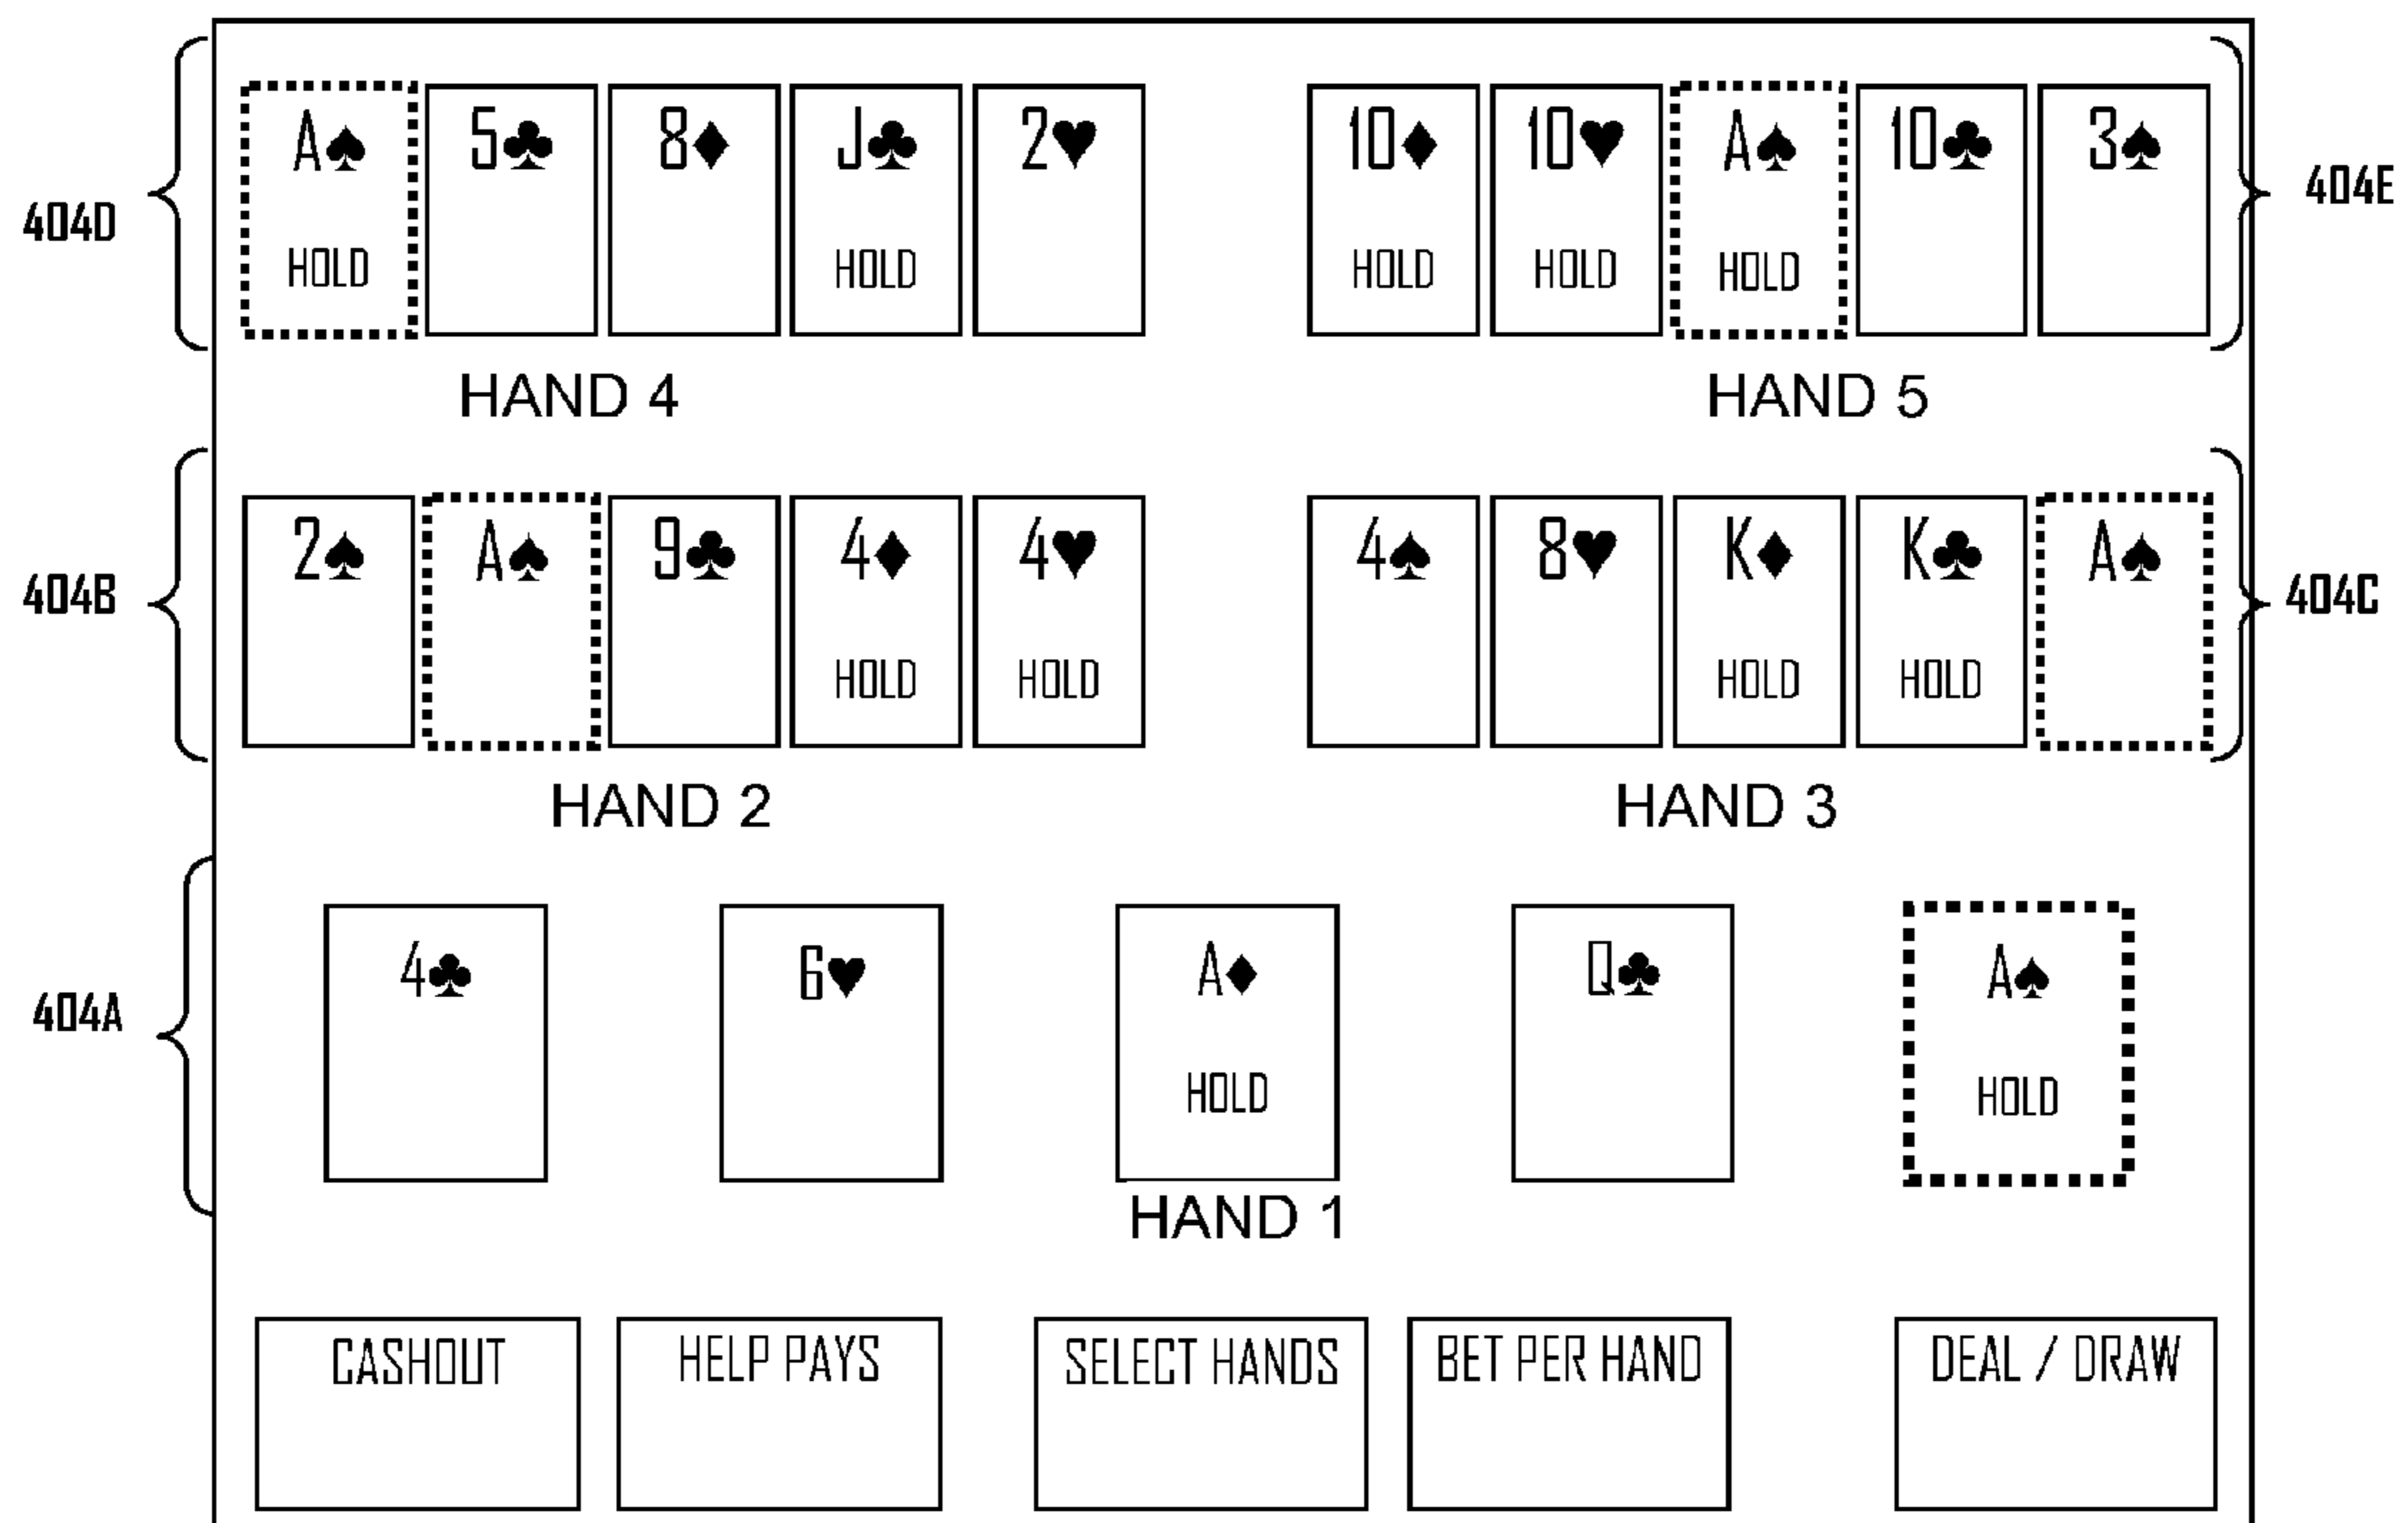 A♠ 5♣ 8♦ J♣ 2♥ 10♦ 10♥ A♠ 10♣ 3♠
404D 404E
HOLD HOLD HOLD HOLD HOLD
HAND 4 HAND 5
2♠ A♠ 9♣ 4♦ 4♥ 4♠ 8♥ K♦ K♣ A♠
404B 404C
HOLD HOLD HOLD HOLD
HAND 2 HAND 3
4♣ 6♥ A♦ Q♣ A♠
404A
HOLD HOLD
HAND 1
CASHOUT HELP PAYS SELECT HANDS BET PER HAND DEAL / DRAW